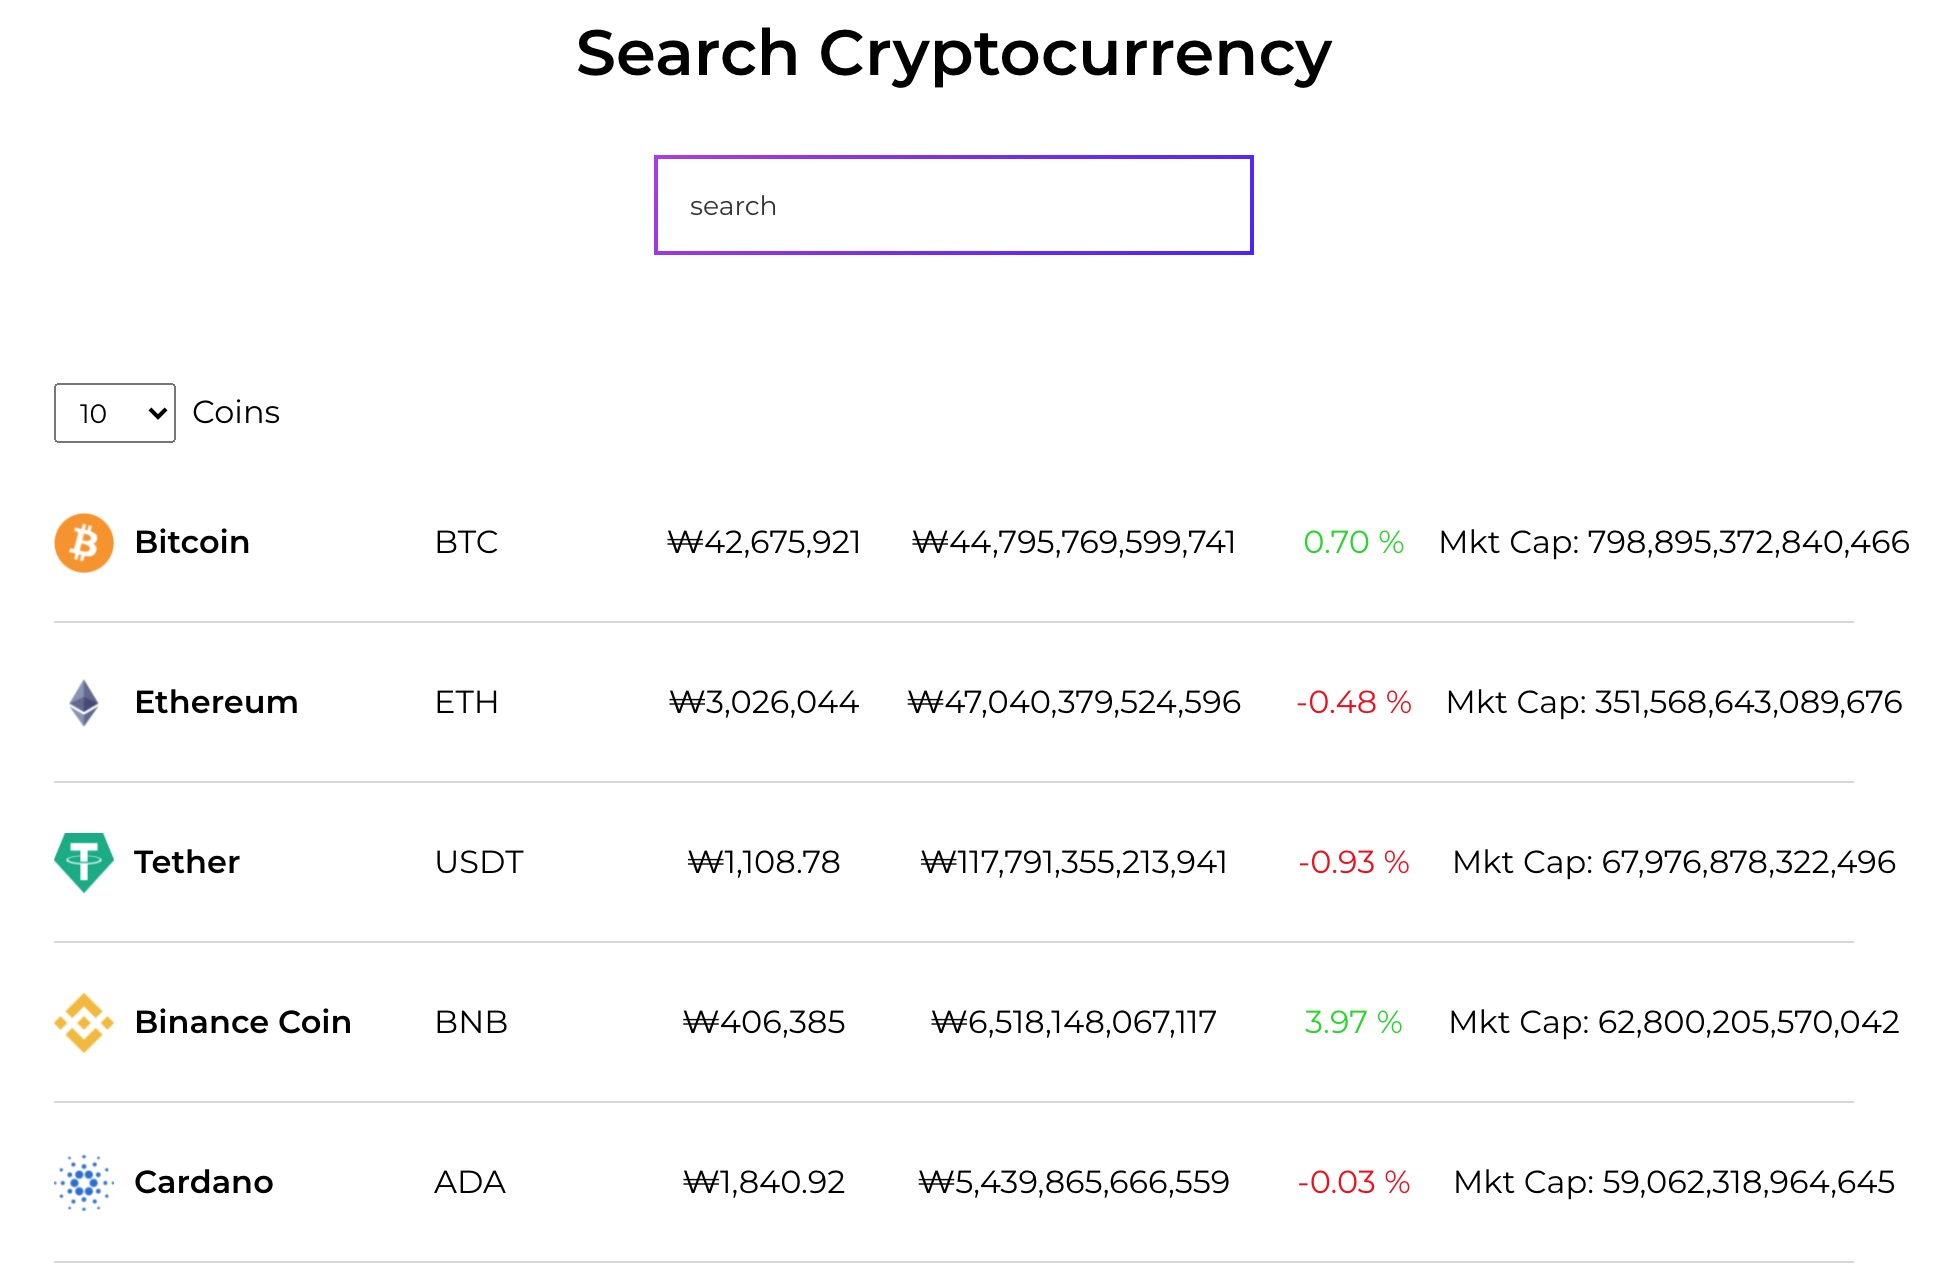 Search Cryptocurrency
search
10 Coins
Bitcoin BTC ₩42,675,921 ₩44,795,769,599,741 0.70 % Mkt Cap: 798,895,372,840,466
Ethereum ETH ₩3,026,044 ₩47,040,379,524,596 -0.48 % Mkt Cap: 351,568,643,089,676
Tether USDT ₩1,108.78 ₩117,791,355,213,941 -0.93 % Mkt Cap: 67,976,878,322,496
Binance Coin BNB ₩406,385 ₩6,518,148,067,117 3.97 % Mkt Cap: 62,800,205,570,042
Cardano ADA ₩1,840.92 ₩5,439,865,666,559 -0.03 % Mkt Cap: 59,062,318,964,645